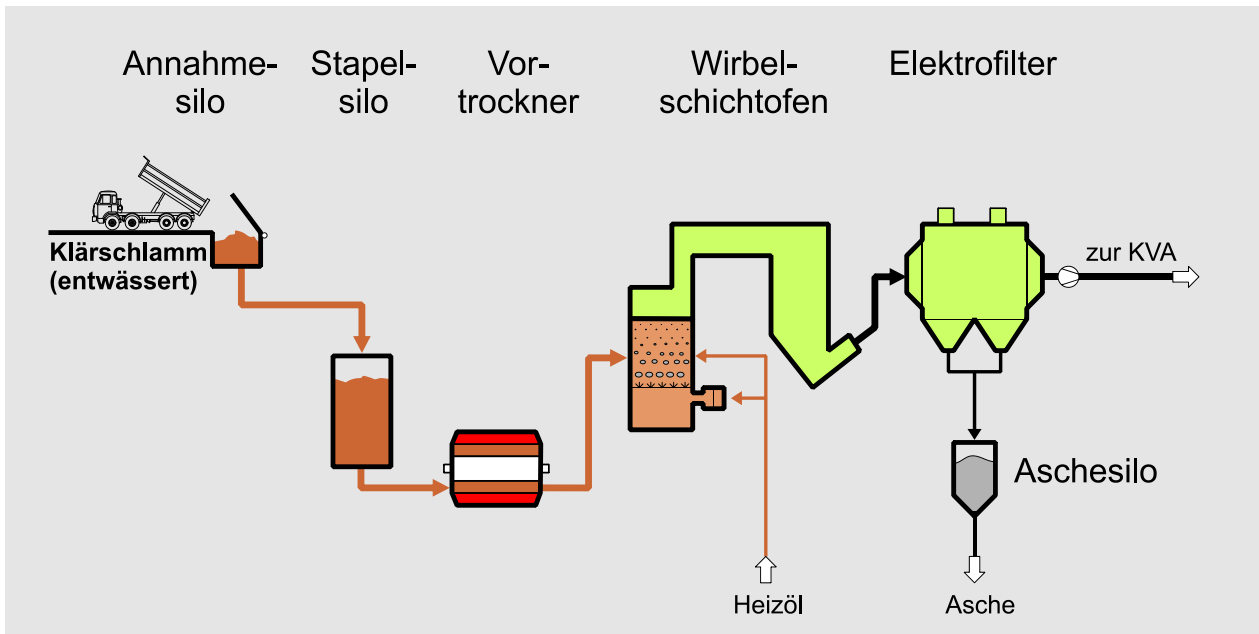 Annahme-
silo
Stapel-
silo
Vor-
trockner
Wirbel-
schichtofen
Elektrofilter
Klärschlamm
(entwässert)
zur KVA
Aschesilo
Heizöl
Asche